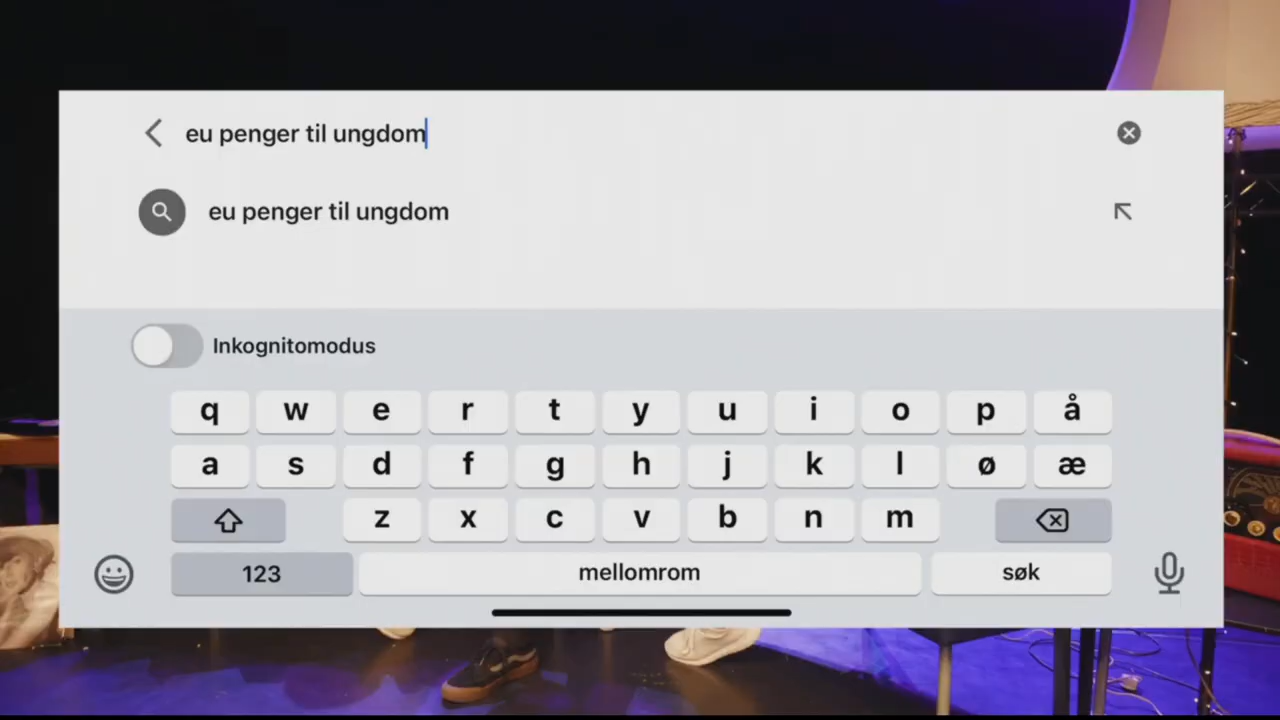 eu penger til ungdom
eu penger til ungdom
Inkognitomodus
q w e r t y u i o p å
a s d f g h j k l ø æ
z x c v b n m
123 mellomrom søk